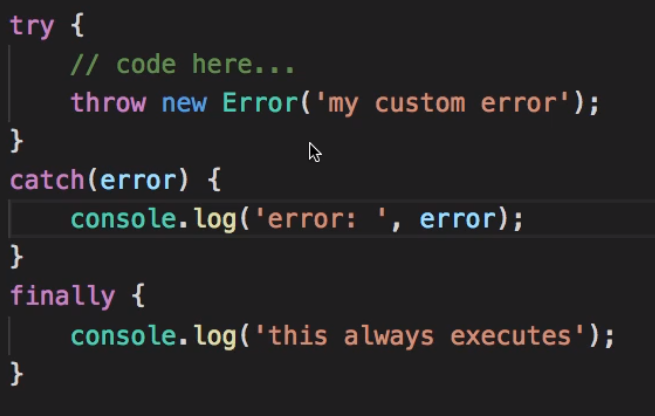 try {
    // code here...
    throw new Error('my custom error');
}
catch(error) {
    console.log('error: ', error);
}
finally {
    console.log('this always executes');
}